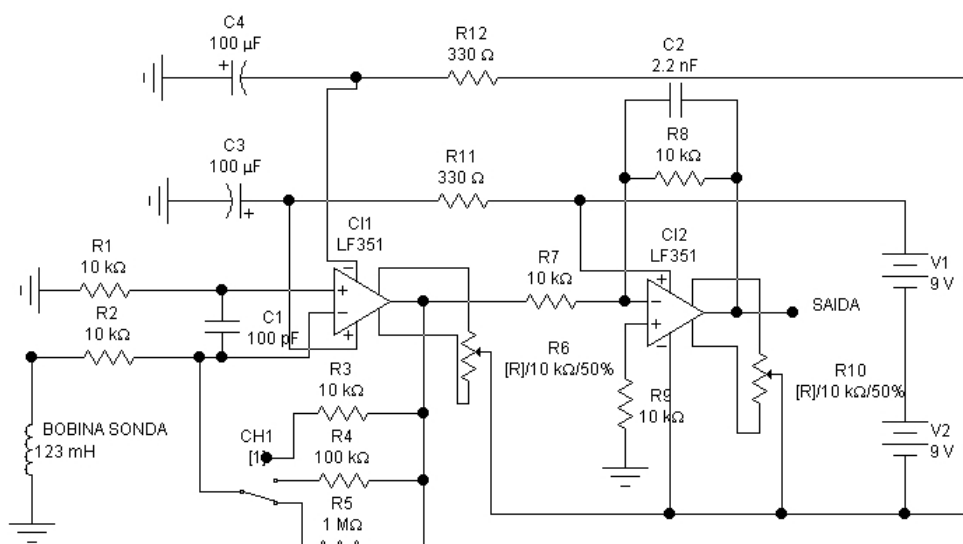 C4
100 µF
R12
330 Ω
C2
2.2 nF
R8
10 kΩ
C3
100 µF
R11
330 Ω
CI1
LF351
CI2
LF351
R1
10 kΩ
R7
10 kΩ
V1
9 V
SAIDA
R2
10 kΩ
C1
100 pF
R6
[R]/10 kΩ/50%
R3
10 kΩ
R9
10 kΩ
R10
[R]/10 kΩ/50%
BOBINA SONDA
123 mH
CH1
[1]
R4
100 kΩ
V2
9 V
R5
1 MΩ